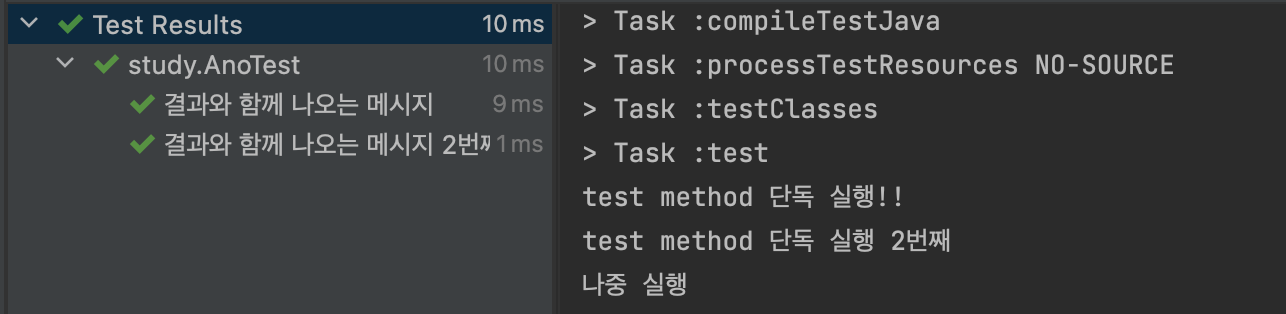 Test Results 10 ms
study.AnoTest 10 ms
결과와 함께 나오는 메시지 9 ms
결과와 함께 나오는 메시지 1 ms
> Task :compileTestJava
> Task :processTestResources NO-SOURCE
> Task :testClasses
> Task :test
test method 단독 실행!!
test method 단독 실행 2번째
나중 실행